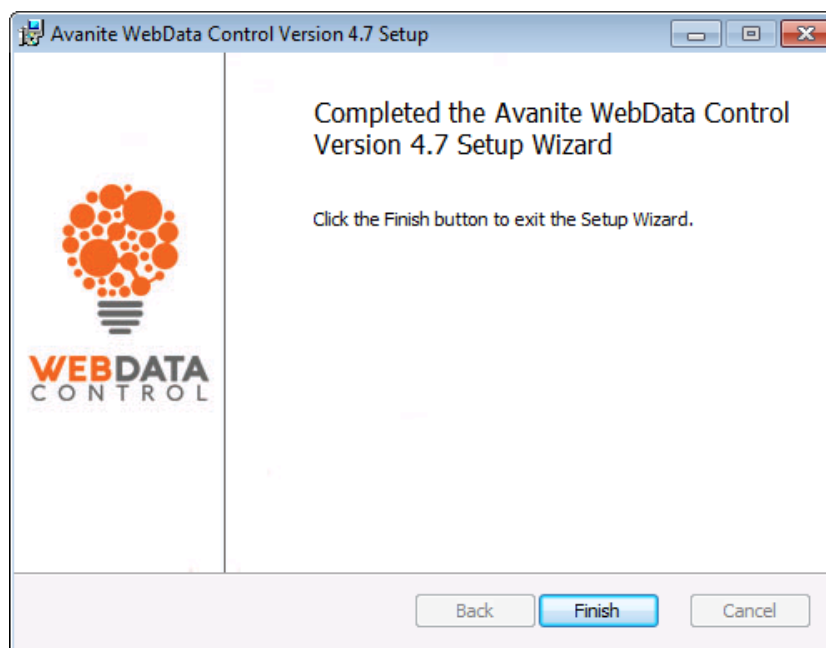 Avanite WebData Control Version 4.7 Setup
Completed the Avanite WebData Control
Version 4.7 Setup Wizard
Click the Finish button to exit the Setup Wizard.
WEBDATA
CONTROL
Back
Finish
Cancel